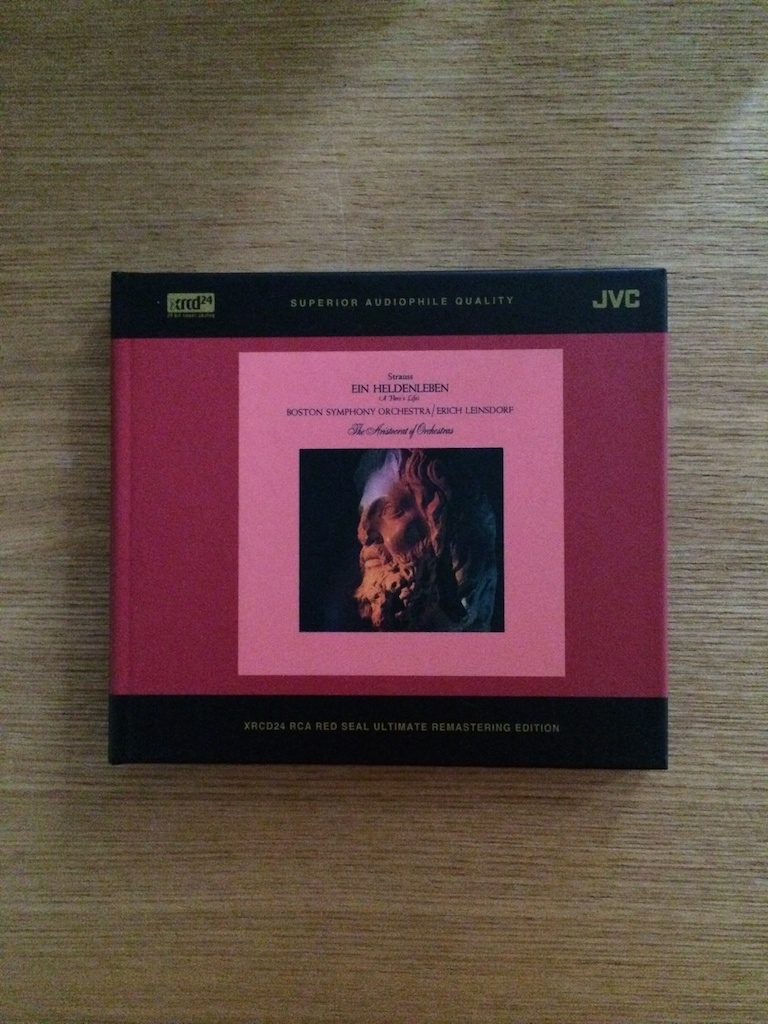 xrcd24
SUPERIOR AUDIOPHILE QUALITY
JVC
Strauss
EIN HELDENLEBEN
(A Hero's Life)
BOSTON SYMPHONY ORCHESTRA/ERICH LEINSDORF
The Aristocrat of Orchestras
XRCD24 RCA RED SEAL ULTIMATE REMASTERING EDITION